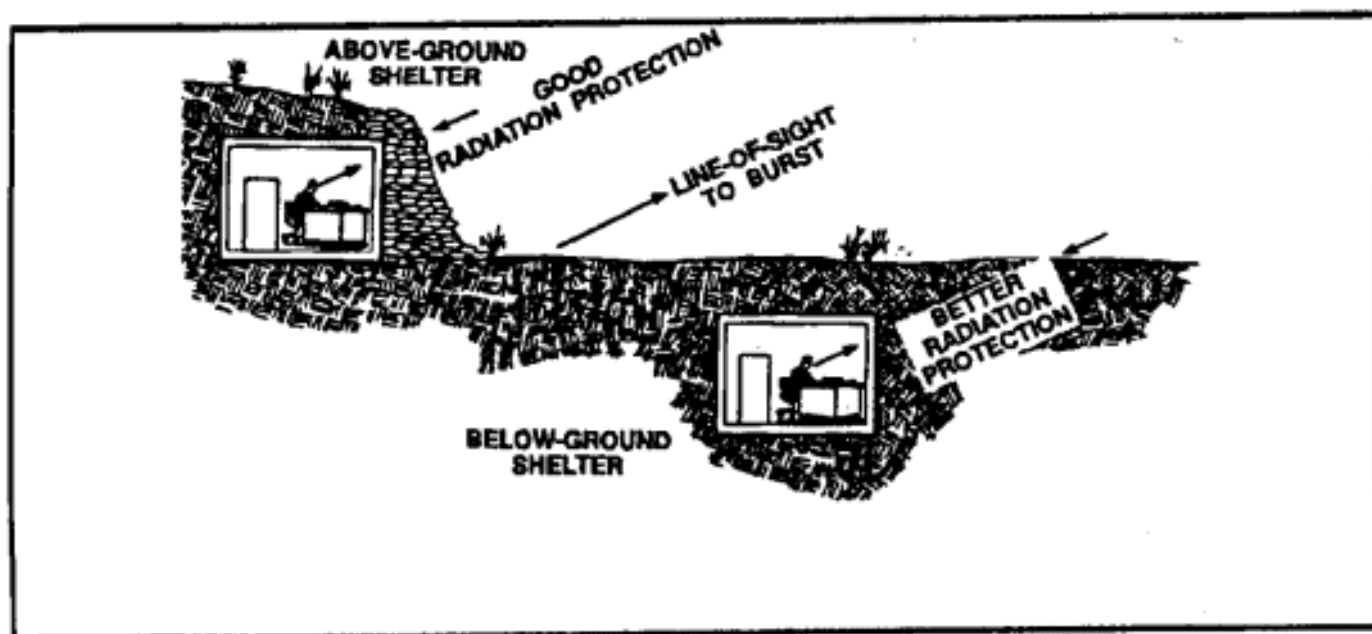 ABOVE-GROUND
SHELTER
GOOD
RADIATION PROTECTION
LINE-OF-SIGHT
TO BURST
BETTER
RADIATION
PROTECTION
BELOW-GROUND
SHELTER